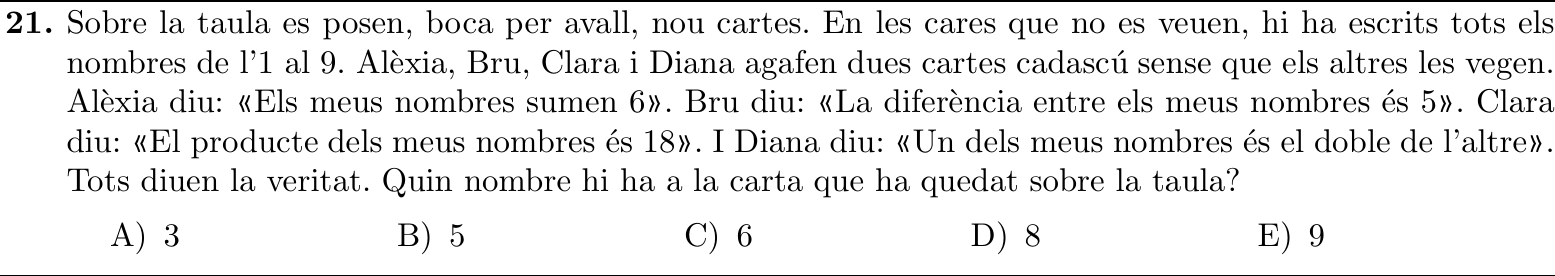 21. Sobre la taula es posen, boca per avall, nou cartes. En les cares que no es veuen, hi ha escrits tots els
nombres de l'1 al 9. Alèxia, Bru, Clara i Diana agafen dues cartes cadascú sense que els altres les vegen.
Alèxia diu: «Els meus nombres sumen 6». Bru diu: «La diferència entre els meus nombres és 5». Clara
diu: «El producte dels meus nombres és 18». I Diana diu: «Un dels meus nombres és el doble de l'altre».
Tots diuen la veritat. Quin nombre hi ha a la carta que ha quedat sobre la taula?
A) 3 B) 5 C) 6 D) 8 E) 9